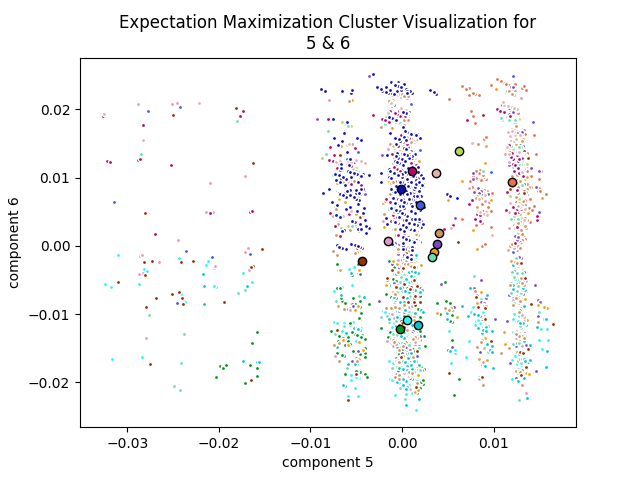 Expectation Maximization Cluster Visualization for
5 & 6
component 6
0.02
0.01
0.00
−0.01
−0.02
−0.03
−0.02
−0.01
0.00
0.01
component 5